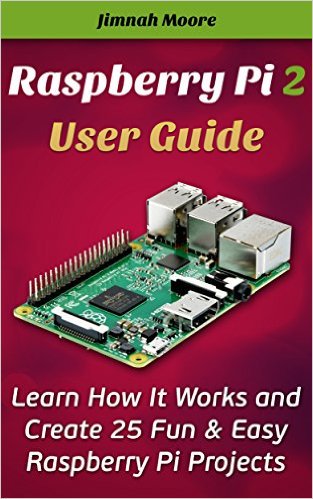 Jimnah Moore
Raspberry Pi 2
User Guide
Learn How It Works and
Create 25 Fun & Easy
Raspberry Pi Projects